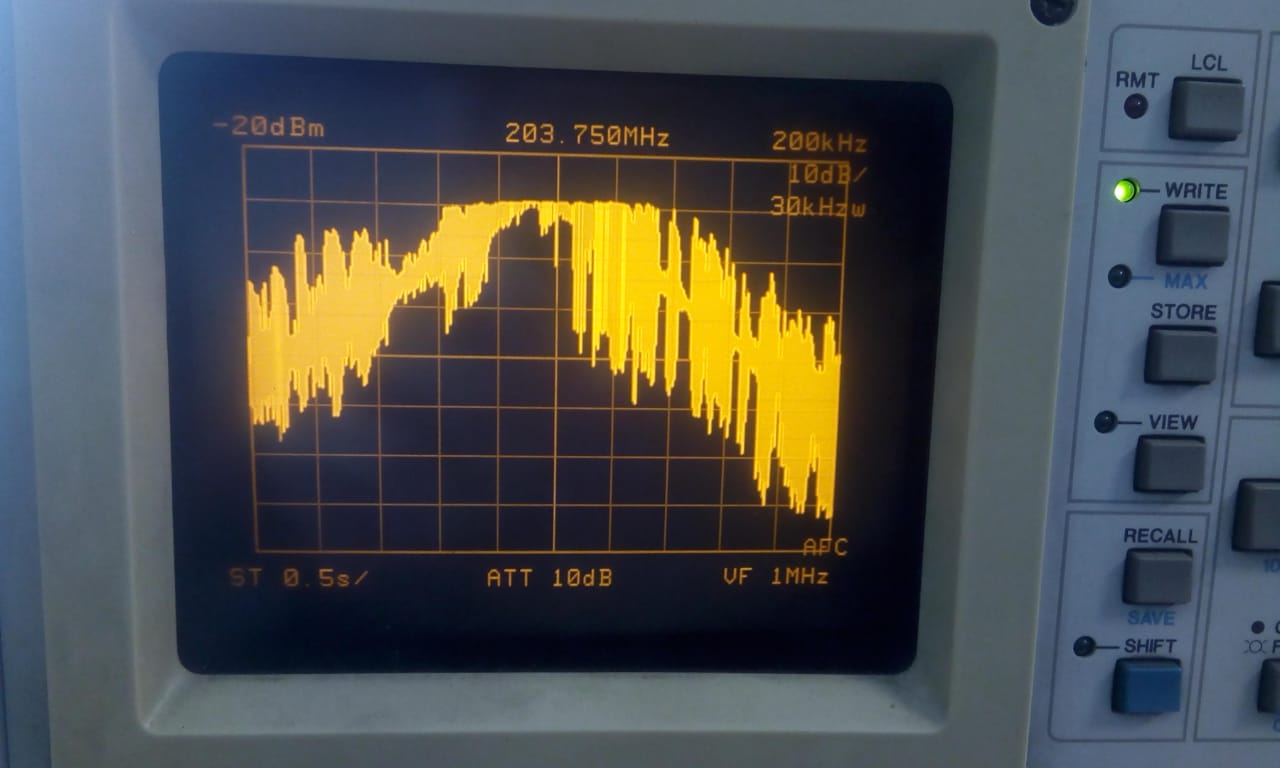 -20dBm 203.750MHz 200kHz
10dB/
30kHzw
AFC
ST 0.5s/ ATT 10dB VF 1MHz
LCL
RMT
WRITE
MAX
STORE
VIEW
RECALL
SAVE
SHIFT
10